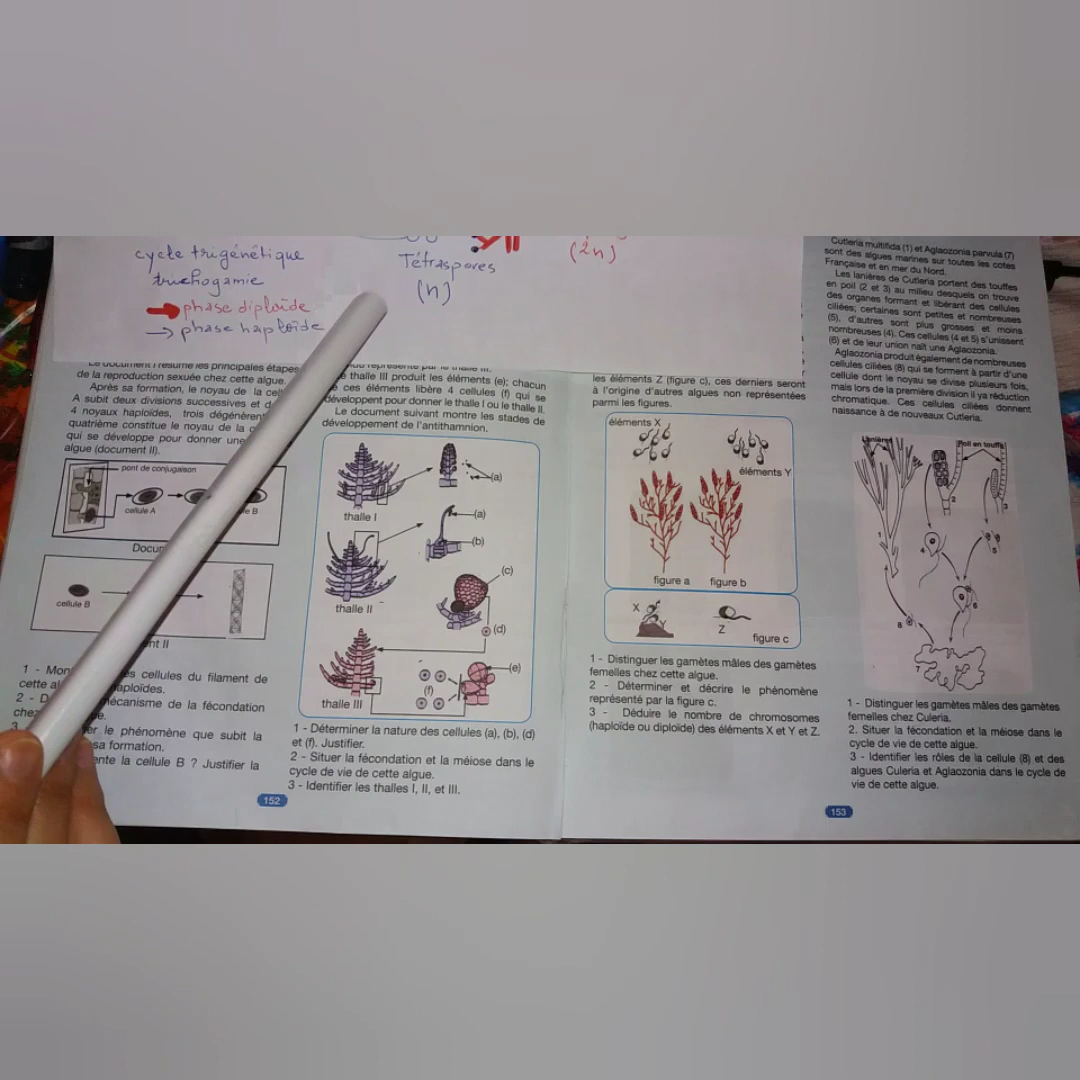 cycle trigénétique
trichogamie
phase diploïde
phase haploïde
Tétraspores
(n)
(2n)
Le document I résume les principales étapes
de la reproduction sexuée chez cette algue.
Après sa formation, le noyau de la
A subit deux divisions successives et
4 noyaux haploïdes, trois dégénèrent
quatrième constitue le noyau de la
qui se développe pour donner une
algue (document II).
pont de conjugaison
cellule A
B
cellule B
II
1 -
cellules du filament de
cette
haploïdes.
2 -
mécanisme de la fécondation
3
le phénomène que subit la
sa formation.
la cellule B ? Justifier la
thalle III produit les éléments (e); chacun
ces éléments libère 4 cellules (f) qui se
développent pour donner le thalle I ou le thalle II.
Le document suivant montre les stades de
développement de l'antithamnion.
thalle I
(a)
(a)
(b)
thalle II
(c)
(d)
thalle III
(e)
(f)
1 - Déterminer la nature des cellules (a), (b), (d)
et (f). Justifier.
2 - Situer la fécondation et la méiose dans le
cycle de vie de cette algue.
3 - Identifier les thalles I, II, et III.
152
les éléments Z (figure c), ces derniers seront
à l'origine d'autres algues non représentées
parmi les figures.
éléments X
éléments Y
figure a figure b
X
Y
Z
figure c
1 - Distinguer les gamètes mâles des gamètes
femelles chez cette algue.
2 - Déterminer et décrire le phénomène
représenté par la figure c.
3 - Déduire le nombre de chromosomes
(haploïde ou diploïde) des éléments X et Y et Z.
Cutleria multifida (1) et Aglaozonia parvula (7)
sont des algues marines sur toutes les cotes
Française et en mer du Nord.
Les lanières de Cutleria portent des touffes
en poil (2 et 3) au milieu desquels on trouve
des organes formant et libérant des cellules
ciliées; certaines sont petites et nombreuses
(5), d'autres sont plus grosses et moins
nombreuses (4). Ces cellules (4 et 5) s'unissent
(6) et de leur union naît une Aglaozonia.
Aglaozonia produit également de nombreuses
cellules ciliées (8) qui se forment à partir d'une
cellule dont le noyau se divise plusieurs fois,
mais lors de la première division il ya réduction
chromatique. Ces cellules ciliées donnent
naissance à de nouveaux Cutleria.
Lanières
Poil en touffe
2
3
1
4
5
6
8
7
1 - Distinguer les gamètes mâles des gamètes
femelles chez Culeria.
2. Situer la fécondation et la méiose dans le
cycle de vie de cette algue.
3 - Identifier les rôles de la cellule (8) et des
algues Culeria et Aglaozonia dans le cycle de
vie de cette algue.
153